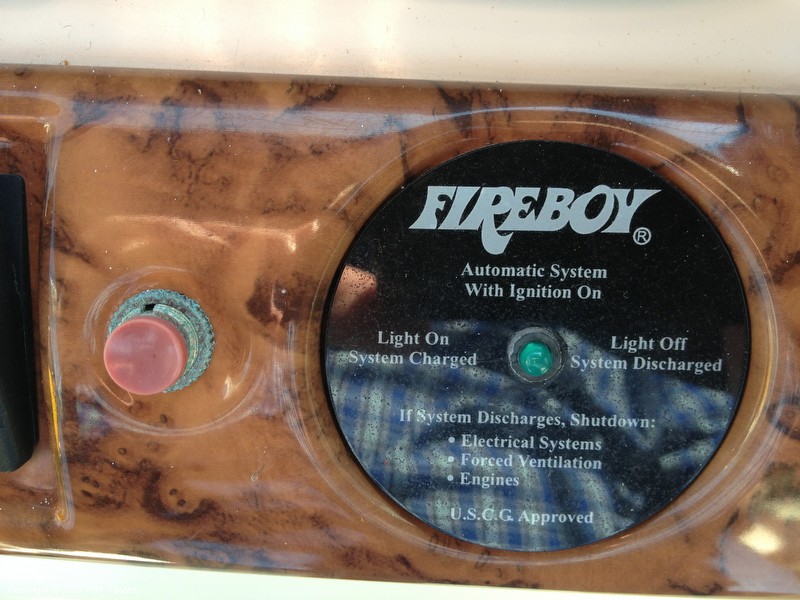 FIREBOY®
Automatic System
With Ignition On
Light On
System Charged
Light Off
System Discharged
If System Discharges, Shutdown:
• Electrical Systems
• Forced Ventilation
• Engines
U.S.C.G. Approved